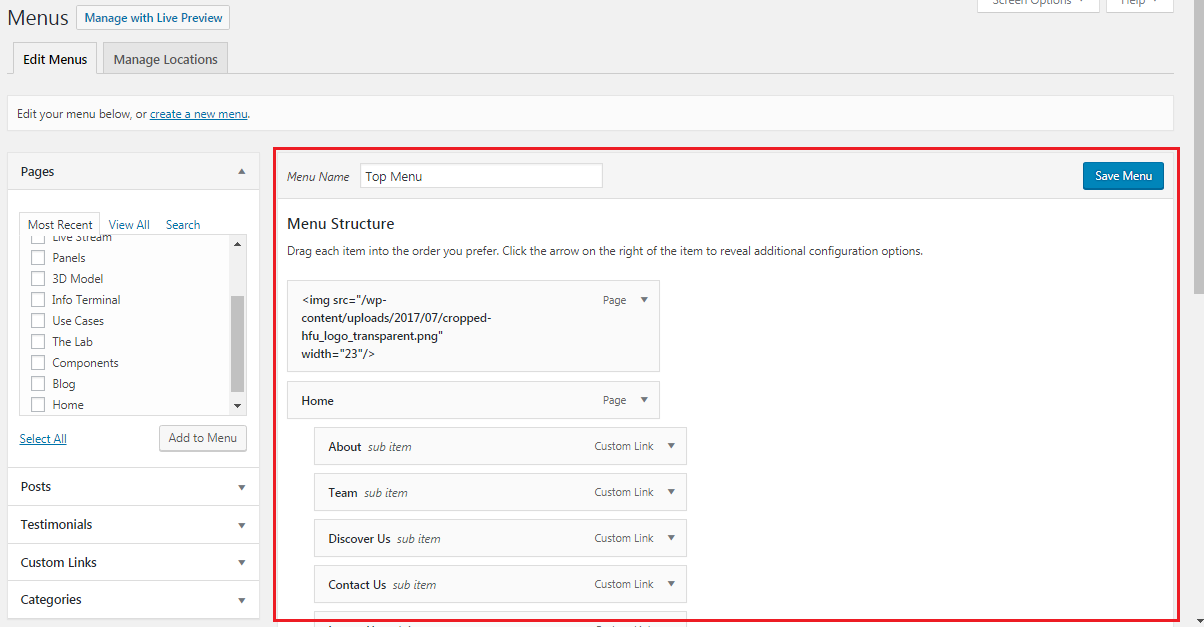 Menus Manage with Live Preview
Screen Options Help
Edit Menus Manage Locations
Edit your menu below, or create a new menu.
Pages
Most Recent View All Search
Live Stream
Panels
3D Model
Info Terminal
Use Cases
The Lab
Components
Blog
Home
Select All Add to Menu
Posts
Testimonials
Custom Links
Categories
Menu Name Top Menu Save Menu
Menu Structure
Drag each item into the order you prefer. Click the arrow on the right of the item to reveal additional configuration options.
<img src="/wp- Page
content/uploads/2017/07/cropped-
hfu_logo_transparent.png"
width="23"/>
Home Page
About sub item Custom Link
Team sub item Custom Link
Discover Us sub item Custom Link
Contact Us sub item Custom Link